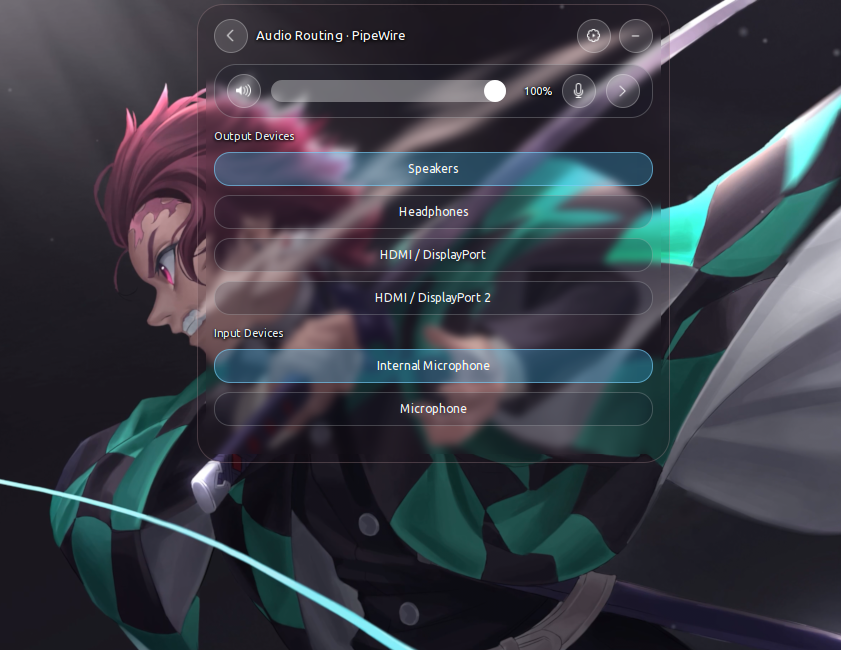 Audio Routing · PipeWire
100%
Output Devices
Speakers
Headphones
HDMI / DisplayPort
HDMI / DisplayPort 2
Input Devices
Internal Microphone
Microphone